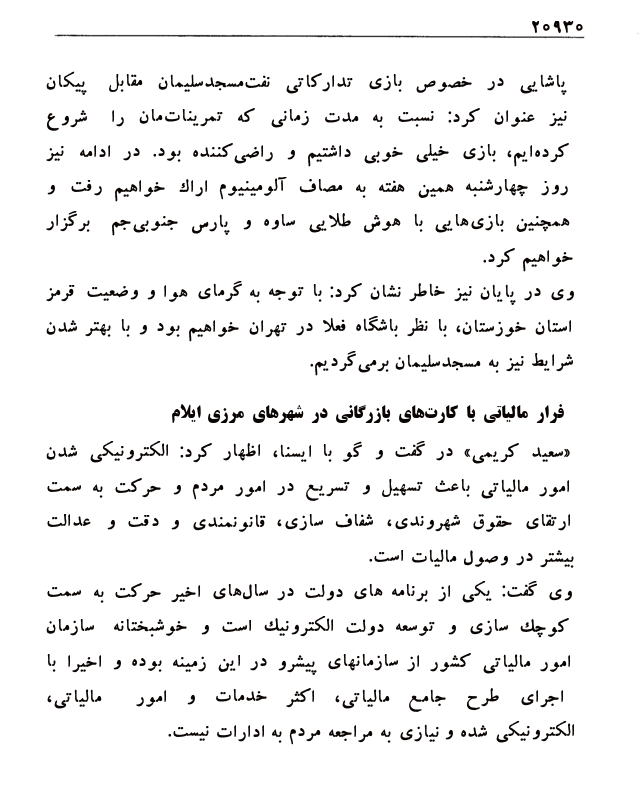 ۲۰۹۳۰
پاشایی در خصوص بازی تدارکاتی نفت‌مسجدسلیمان مقابل پیکان
نیز عنوان کرد: نسبت به مدت زمانی که تمرینات‌مان را شروع
کرده‌ایم، بازی خیلی خوبی داشتیم و راضی‌کننده بود. در ادامه نیز
روز چهارشنبه همین هفته به مصاف آلومینیوم اراك خواهیم رفت و
همچنین بازی‌هایی با هوش طلایی ساوه و پارس جنوبی‌جم برگزار
خواهیم کرد.
وی در پایان نیز خاطر نشان کرد: با توجه به گرمای هوا و وضعیت قرمز
استان خوزستان، با نظر باشگاه فعلا در تهران خواهیم بود و با بهتر شدن
شرایط نیز به مسجدسلیمان برمی‌گردیم.
فرار مالیاتی با کارت‌های بازرگانی در شهرهای مرزی ایلام
«سعید کریمی» در گفت و گو با ایسنا، اظهار کرد: الکترونیکی شدن
امور مالیاتی باعث تسهیل و تسریع در امور مردم و حرکت به سمت
ارتقای حقوق شهروندی، شفاف سازی، قانونمندی و دقت و عدالت
بیشتر در وصول مالیات است.
وی گفت: یکی از برنامه های دولت در سال‌های اخیر حرکت به سمت
کوچك سازی و توسعه دولت الکترونیك است و خوشبختانه سازمان
امور مالیاتی کشور از سازمانهای پیشرو در این زمینه بوده و اخیرا با
اجرای طرح جامع مالیاتی، اکثر خدمات و امور مالیاتی،
الکترونیکی شده و نیازی به مراجعه مردم به ادارات نیست.